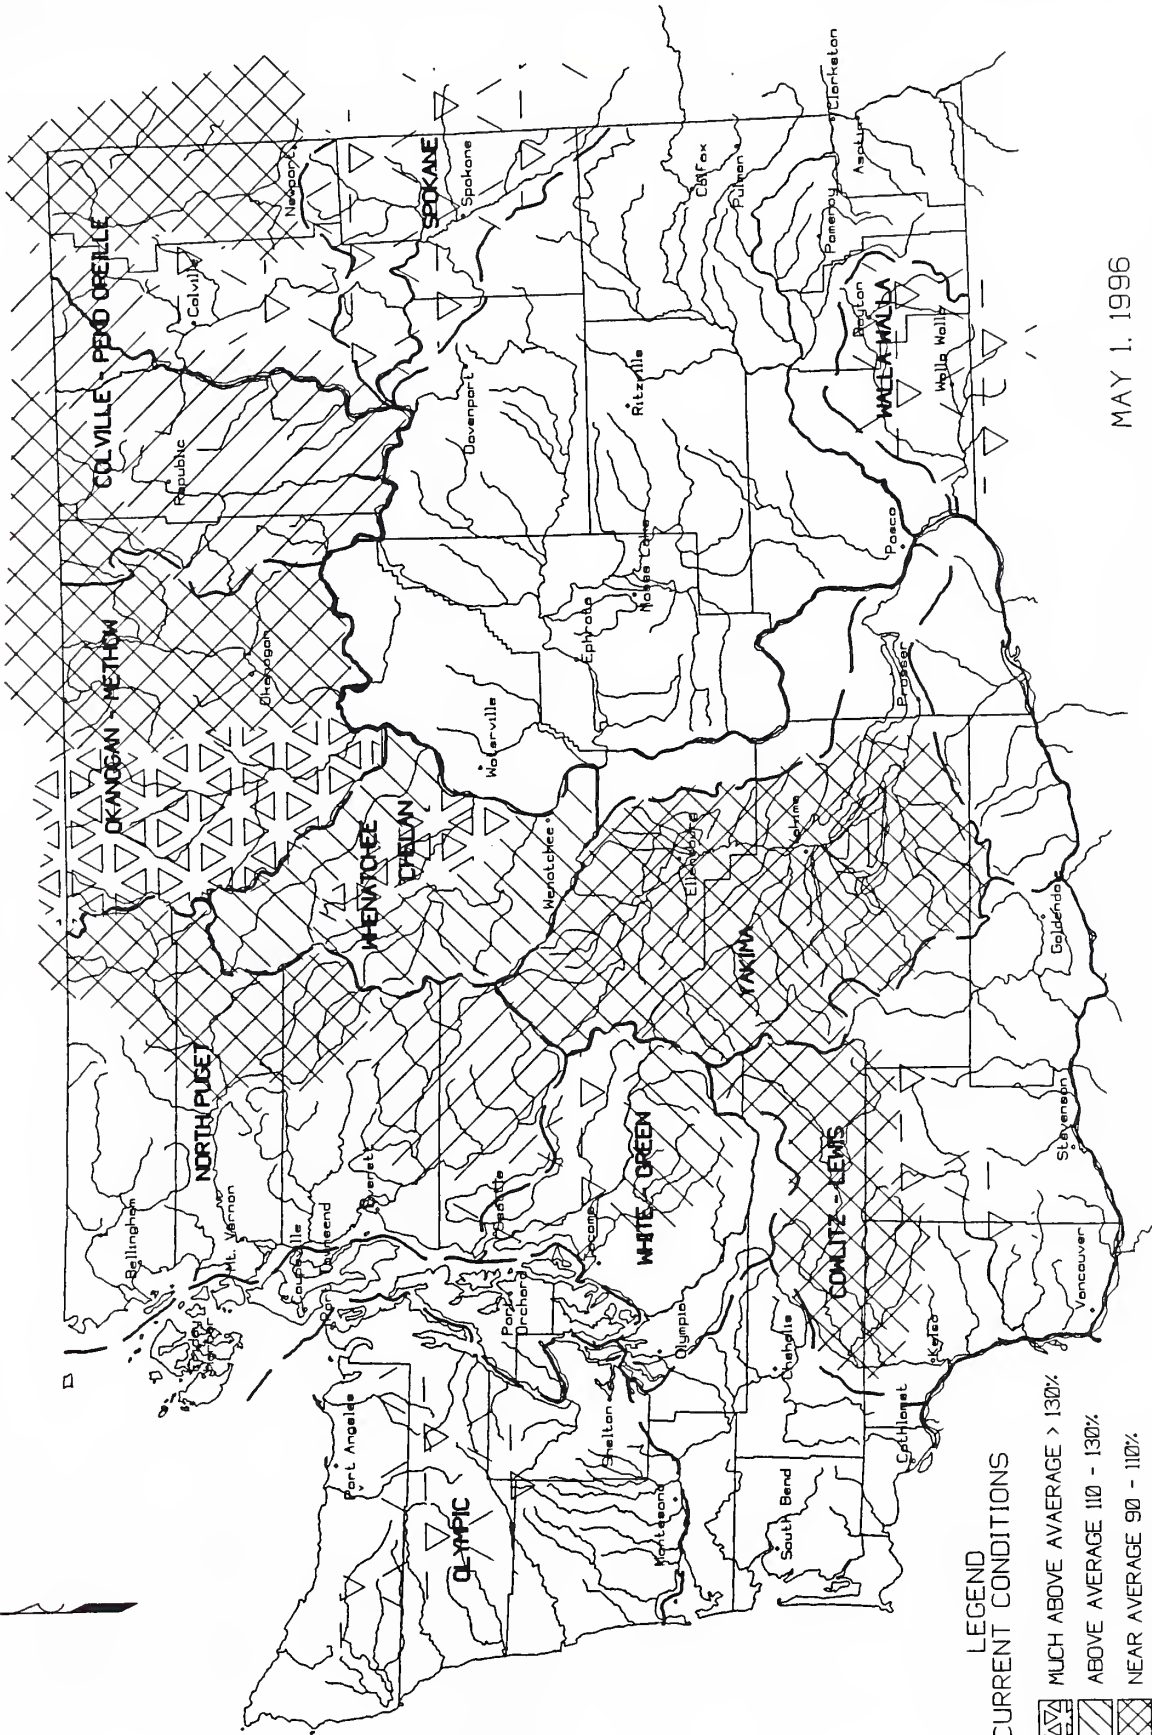 COLVILLE - PEND OREILLE
OKANOGAN - METHOW
SPOKANE
WHENATCHEE
CHELAN
NORTH PUGET
WALLA WALLA
YAKIMA
WHITE - GREEN
COWLITZ - LEWIS
OLYMPIC
Newport
Colville
Spokane
Republic
Davenport
Okanogan
Waterville
Wenatchee
Ephrata
Moses Lake
Ritzville
Colfax
Pulman
Pomeroy
Clarkston
Asotin
Dayton
Walla Walla
Pasco
Prosser
Yakima
Ellensburg
Goldendale
Stevenson
Vancouver
Kelso
Cathlamet
Chehalis
South Bend
Montesano
Olympia
Shelton
Tacoma
Port
Orchard
Seattle
Everett
Port Townsend
Coupeville
Mt. Vernon
Bellingham
Port Angeles
MAY 1, 1996
LEGEND
CURRENT CONDITIONS
MUCH ABOVE AVAERAGE > 130%
ABOVE AVERAGE 110 - 130%
NEAR AVERAGE 90 - 110%